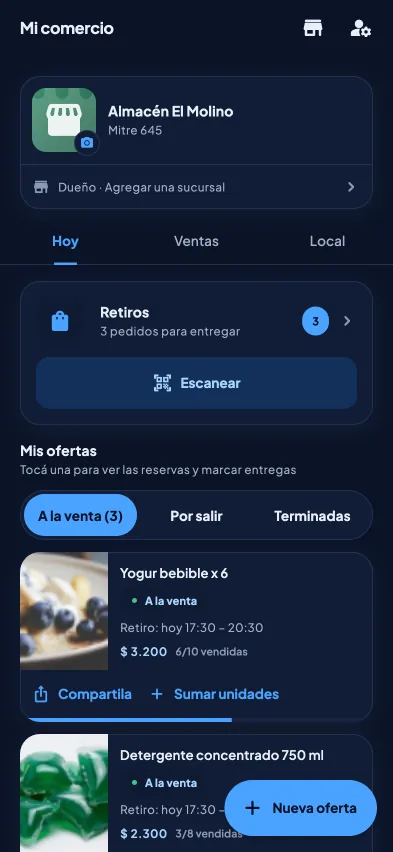 Mi comercio
Almacén El Molino
Mitre 645
Dueño · Agregar una sucursal
Hoy
Ventas
Local
Retiros
3 pedidos para entregar
3
Escanear
Mis ofertas
Tocá una para ver las reservas y marcar entregas
A la venta (3)
Por salir
Terminadas
Yogur bebible x 6
A la venta
Retiro: hoy 17:30 – 20:30
$ 3.200 6/10 vendidas
Compartila
Sumar unidades
Detergente concentrado 750 ml
A la venta
Retiro: hoy 17:30 –
$ 2.300 3/8 vendidas
Nueva oferta